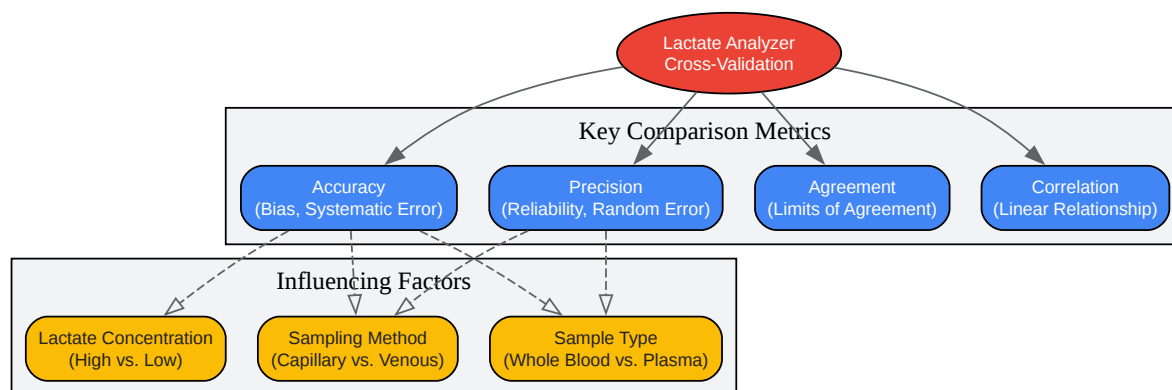 Lactate Analyzer
Cross-Validation
Key Comparison Metrics
Accuracy
(Bias, Systematic Error)
Precision
(Reliability, Random Error)
Agreement
(Limits of Agreement)
Correlation
(Linear Relationship)
Influencing Factors
Lactate Concentration
(High vs. Low)
Sampling Method
(Capillary vs. Venous)
Sample Type
(Whole Blood vs. Plasma)